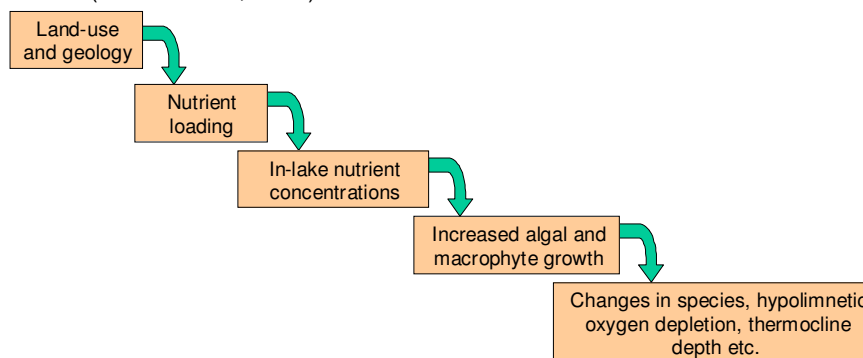 Land-use
and geology
Nutrient
loading
In-lake nutrient
concentrations
Increased algal and
macrophyte growth
Changes in species, hypolimnetic
oxygen depletion, thermocline
depth etc.